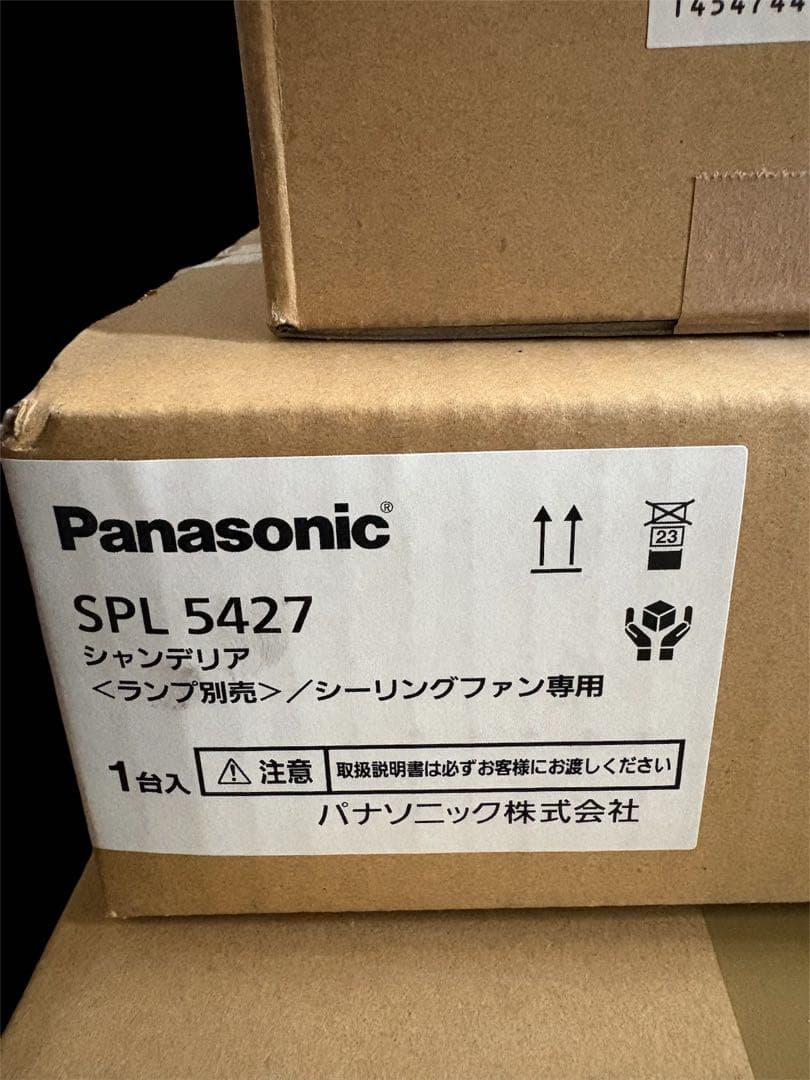 1454744
Panasonic®
23
SPL 5427
シャンデリア
<ランプ別売>/シーリングファン専用
1台入
注意
取扱説明書は必ずお客様にお渡しください
パナソニック株式会社